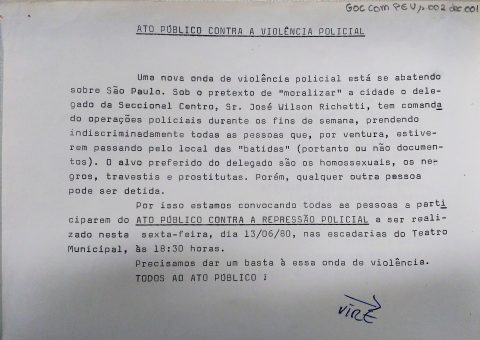 GOC com PEU, 002 doc 001
ATO PÚBLICO CONTRA A VIOLÊNCIA POLICIAL
Uma nova onda de violência policial está se abatendo
sobre São Paulo. Sob o pretexto de "moralizar" a cidade o dele-
gado da Seccional Centro, Sr. José Wilson Richetti, tem comanda
do operações policiais durante os fins de semana, prendendo
indiscriminadamente todas as pessoas que, por ventura, estive-
rem passando pelo local das "batidas" (portanto ou não documen-
tos). O alvo preferido do delegado são os homossexuais, os ne-
gros, travestis e prostitutas. Porém, qualquer outra pessoa
pode ser detida.
Por isso estamos convocando todas as pessoas a parti
ciparem do ATO PÚBLICO CONTRA A REPRESSÃO POLICIAL a ser reali-
zado nesta sexta-feira, dia 13/06/80, nas escadarias do Teatro
Municipal, às 18:30 horas.
Precisamos dar um basta à essa onda de violência.
TODOS AO ATO PÚBLICO !
VIRE